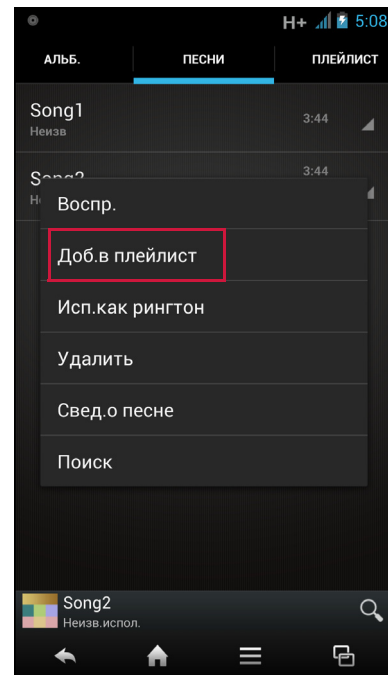 H+ 5:08
АЛЬБ. ПЕСНИ ПЛЕЙЛИСТ
Song1 3:44
Неизв
3:44
Воспр.
Доб.в плейлист
Исп.как рингтон
Удалить
Свед.о песне
Поиск
Song2
Неизв.испол.